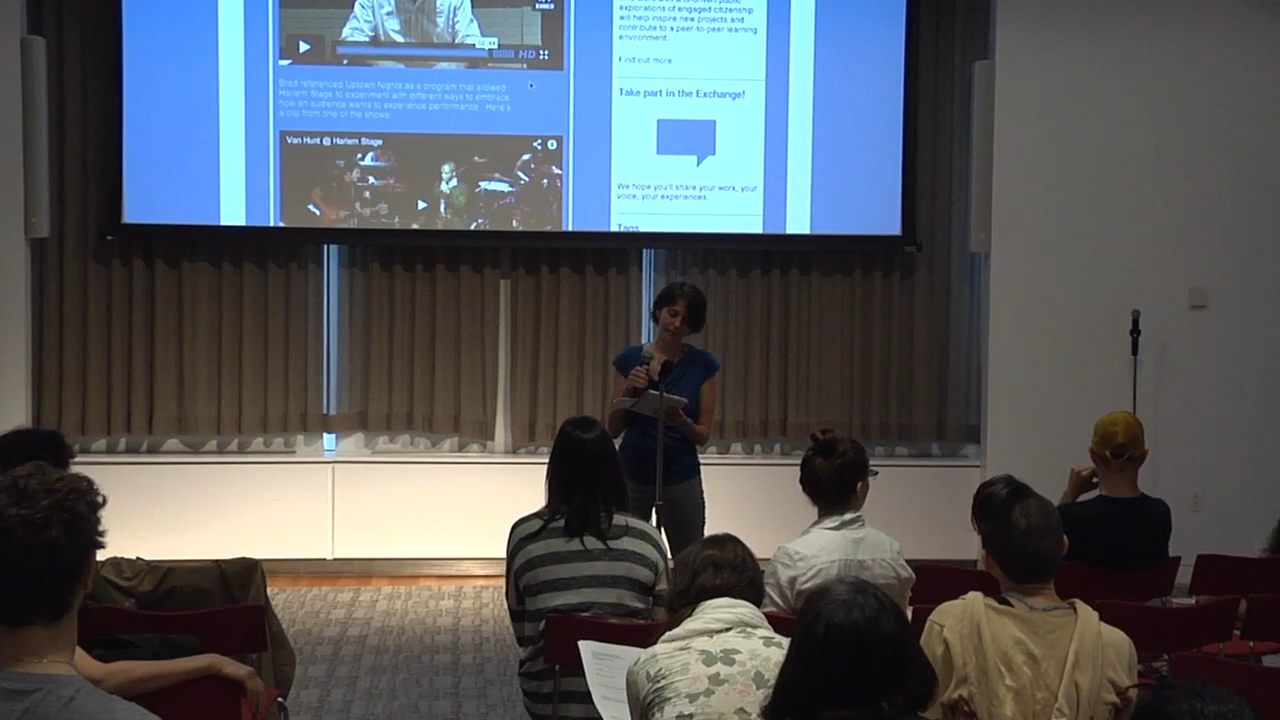 HD
Brad referenced Uptown Nights as a program that allowed
Harlem Stage to experiment with different ways to embrace
how an audience wants to experience performance. Here's
a clip from one of the shows:
Van Hunt @ Harlem Stage
explorations of engaged citizenship
will help inspire new projects and
contribute to a peer-to-peer learning
environment.
Find out more
Take part in the Exchange!
We hope you'll share your work, your
voice, your experiences.
Tags